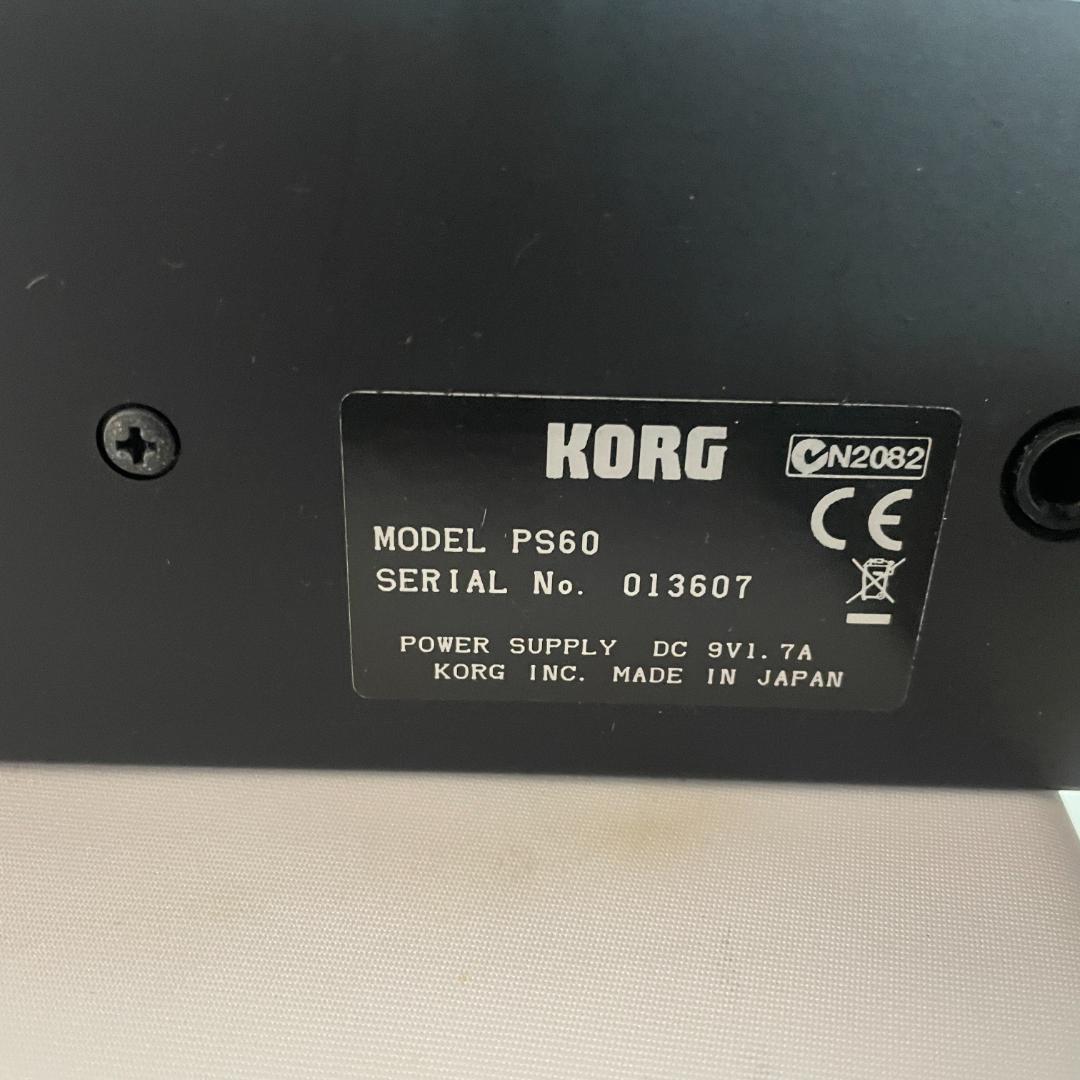 KORG
N2082
CE
MODEL PS60
SERIAL No. 013607
POWER SUPPLY DC 9V1.7A
KORG INC. MADE IN JAPAN